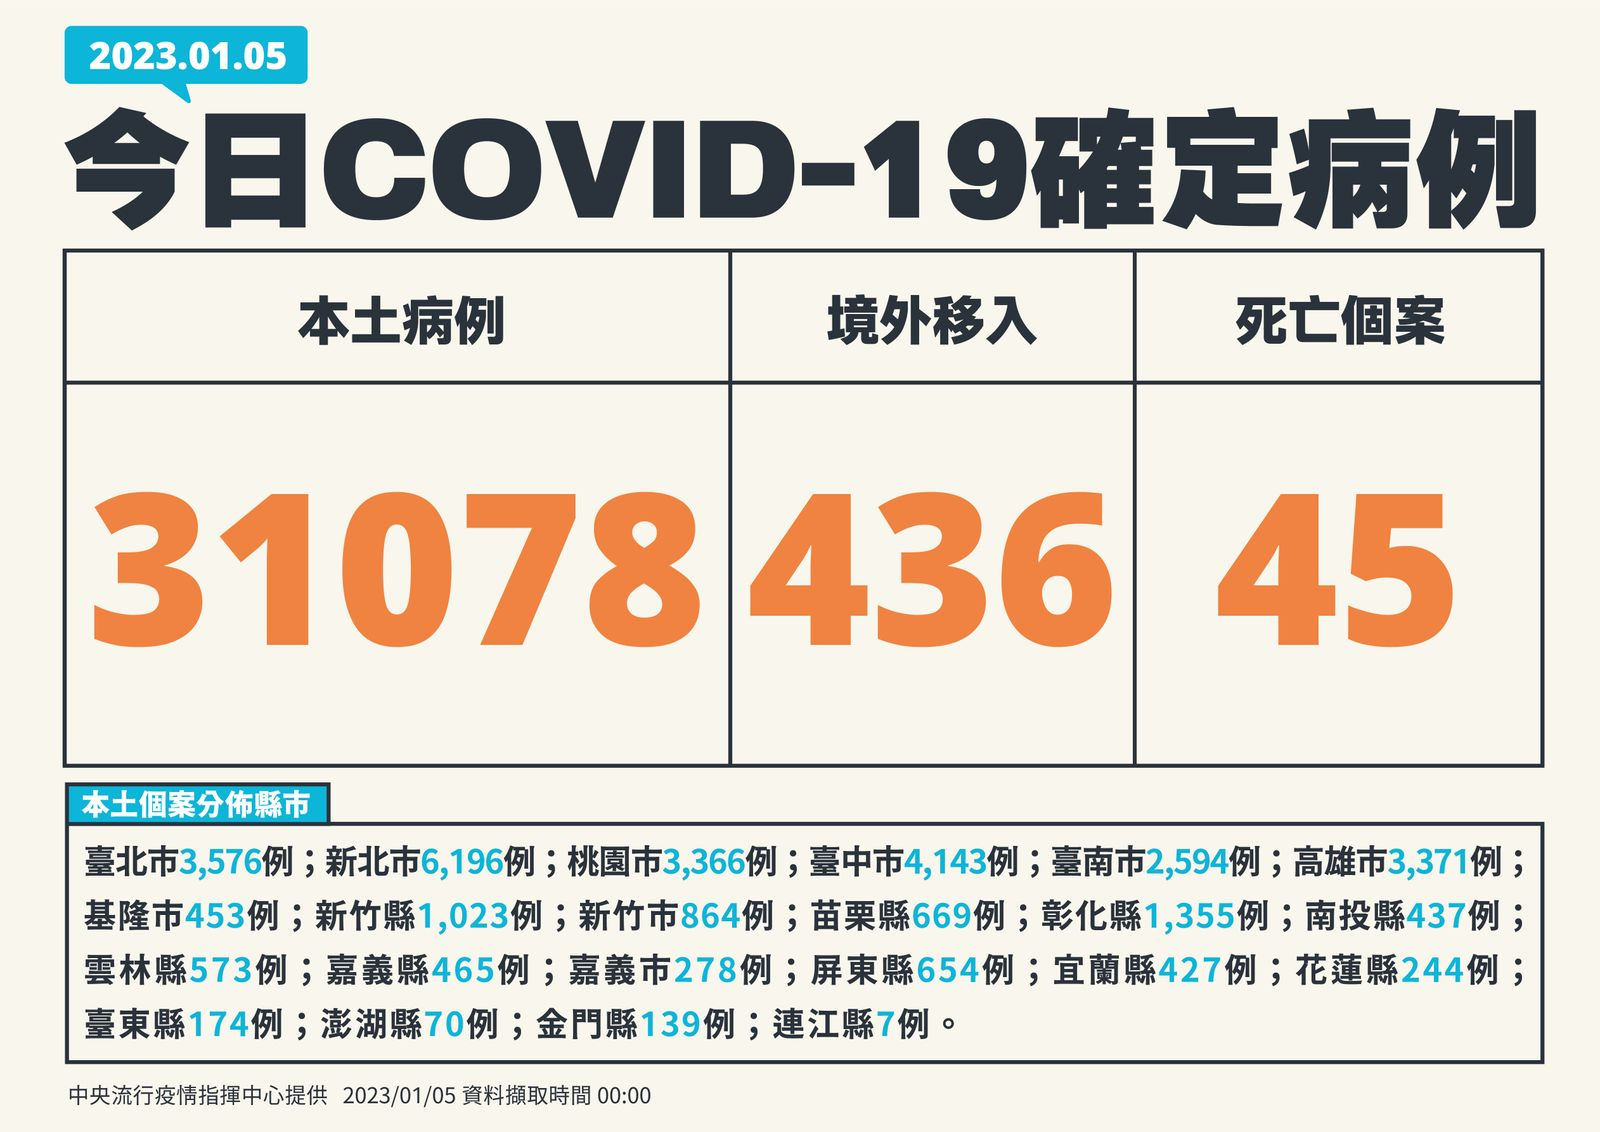 2023.01.05
今日COVID-19確定病例
本土病例
境外移入
死亡個案
31078
436
45
本土個案分佈縣市
臺北市3,576例；新北市6,196例；桃園市3,366例；臺中市4,143例；臺南市2,594例；高雄市3,371例；
基隆市453例；新竹縣1,023例；新竹市864例；苗栗縣669例；彰化縣1,355例；南投縣437例；
雲林縣573例；嘉義縣465例；嘉義市278例；屏東縣654例；宜蘭縣427例；花蓮縣244例；
臺東縣174例；澎湖縣70例；金門縣139例；連江縣7例。
中央流行疫情指揮中心提供 2023/01/05 資料擷取時間 00:00